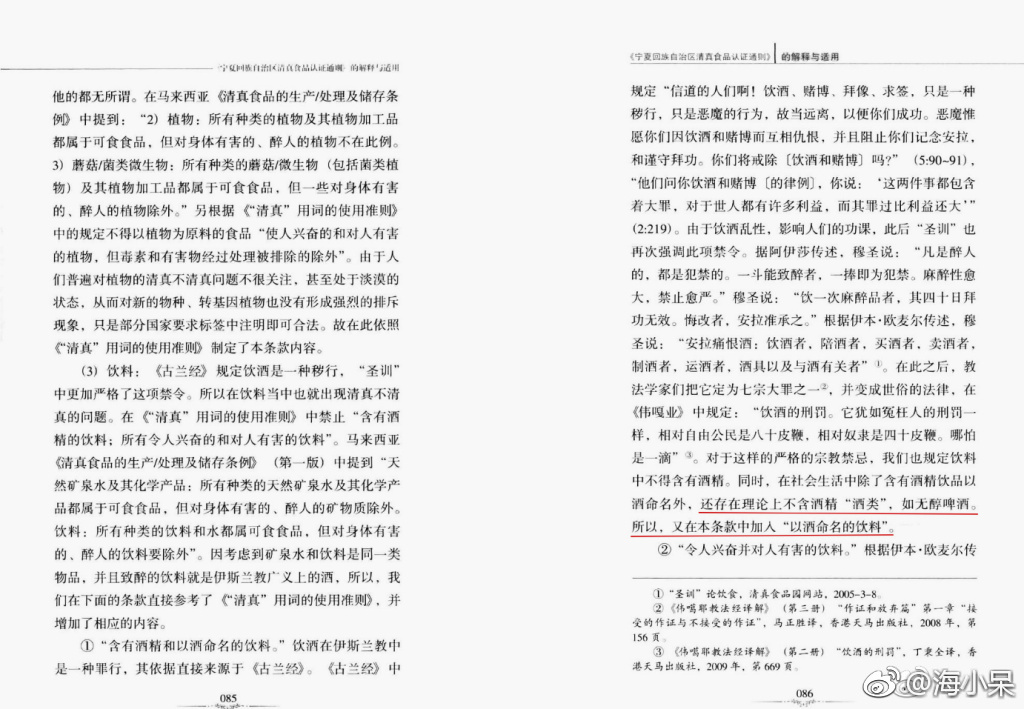 《宁夏回族自治区清真食品认证通则》的解释与适用
他的都无所谓。在马来西亚《清真食品的生产/处理及储存条
例》中提到：“2）植物：所有种类的植物及其植物加工品
都属于可食食品，但对身体有害的、醉人的植物不在此例。
3）蘑菇/菌类微生物：所有种类的蘑菇/微生物（包括菌类植
物）及其植物加工品都属于可食食品，但一些对身体有害
的、醉人的植物除外。”另根据《“清真”用词的使用准则》
中的规定不得以植物为原料的食品“使人兴奋的和对人有害
的植物，但毒素和有害物经过处理被排除的除外”。由于人
们普遍对植物的清真不清真问题不很关注，甚至处于淡漠的
状态，从而对新的物种、转基因植物也没有形成强烈的排斥
现象，只是部分国家要求标签中注明即可合法。故在此依照
《“清真”用词的使用准则》制定了本条款内容。
（3）饮料：《古兰经》规定饮酒是一种秽行，“圣训”
中更加严格了这项禁令。所以在饮料当中也就出现清真不清
真的问题。在《“清真”用词的使用准则》中禁止“含有酒
精的饮料；所有令人兴奋的和对人有害的饮料”。马来西亚
《清真食品的生产/处理及储存条例》（第一版）中提到“天
然矿泉水及其化学产品：所有种类的天然矿泉水及其化学产
品都属于可食食品，但对身体有害的、醉人的矿物质除外。
饮料：所有种类的饮料和水都属可食食品，但对身体有害
的、醉人的饮料要除外”。因考虑到矿泉水和饮料是同一类
物品，并且致醉的饮料就是伊斯兰教广义上的酒，所以，我
们在下面的条款直接参考了《“清真”用词的使用准则》，并
增加了相应的内容。
①“含有酒精和以酒命名的饮料。”饮酒在伊斯兰教中
是一种罪行，其依据直接来源于《古兰经》。《古兰经》中
085
《宁夏回族自治区清真食品认证通则》的解释与适用
规定“信道的人们啊！饮酒、赌博、拜像、求签，只是一种
秽行，只是恶魔的行为，故当远离，以便你们成功。恶魔惟
愿你们因饮酒和赌博而互相仇恨，并且阻止你们记念安拉，
和谨守拜功。你们将戒除〔饮酒和赌博〕吗？”（5:90~91），
“他们问你饮酒和赌博〔的律例〕，你说：‘这两件事都包含
着大罪，对于世人都有许多利益，而其罪过比利益还大’”
(2:219)。由于饮酒乱性，影响人们的功课，此后“圣训”也
再次强调此项禁令。据阿伊莎传述，穆圣说：“凡是醉人
的，都是犯禁的。一斗能致醉者，一捧即为犯禁。麻醉性愈
大，禁止愈严。”穆圣说：“饮一次麻醉品者，其四十日拜
功无效。悔改者，安拉准承之。”根据伊本·欧麦尔传述，穆
圣说：“安拉痛恨酒：饮酒者，陪酒者，买酒者，卖酒者，
制酒者，运酒者，酒具以及与酒有关者”①。在此之后，教
法学家们把它定为七宗大罪之一②，并变成世俗的法律，在
《伟嘎业》中规定：“饮酒的刑罚。它犹如冤枉人的刑罚一
样，相对自由公民是八十皮鞭，相对奴隶是四十皮鞭。哪怕
是一滴”③。对于这样的严格的宗教禁忌，我们也规定饮料
中不得含有酒精。同时，在社会生活中除了含有酒精饮品以
酒命名外，还存在理论上不含酒精“酒类”，如无醇啤酒。
所以，又在本条款中加入“以酒命名的饮料”。
②“令人兴奋并对人有害的饮料。”根据伊本·欧麦尔传
①“圣训”论饮食，清真食品园网站，2005-3-8。
②《伟噶耶教法经译解》（第三册）“作证和放弃篇”第一章“接
受的作证与不接受的作证”，马正胜译，香港天马出版社，2008 年，第
156 页。
③《伟噶耶教法经译解》（第二册）“饮酒的刑罚”，丁秉全译，香
港天马出版社，2009 年，第 669 页。
086
@海小呆